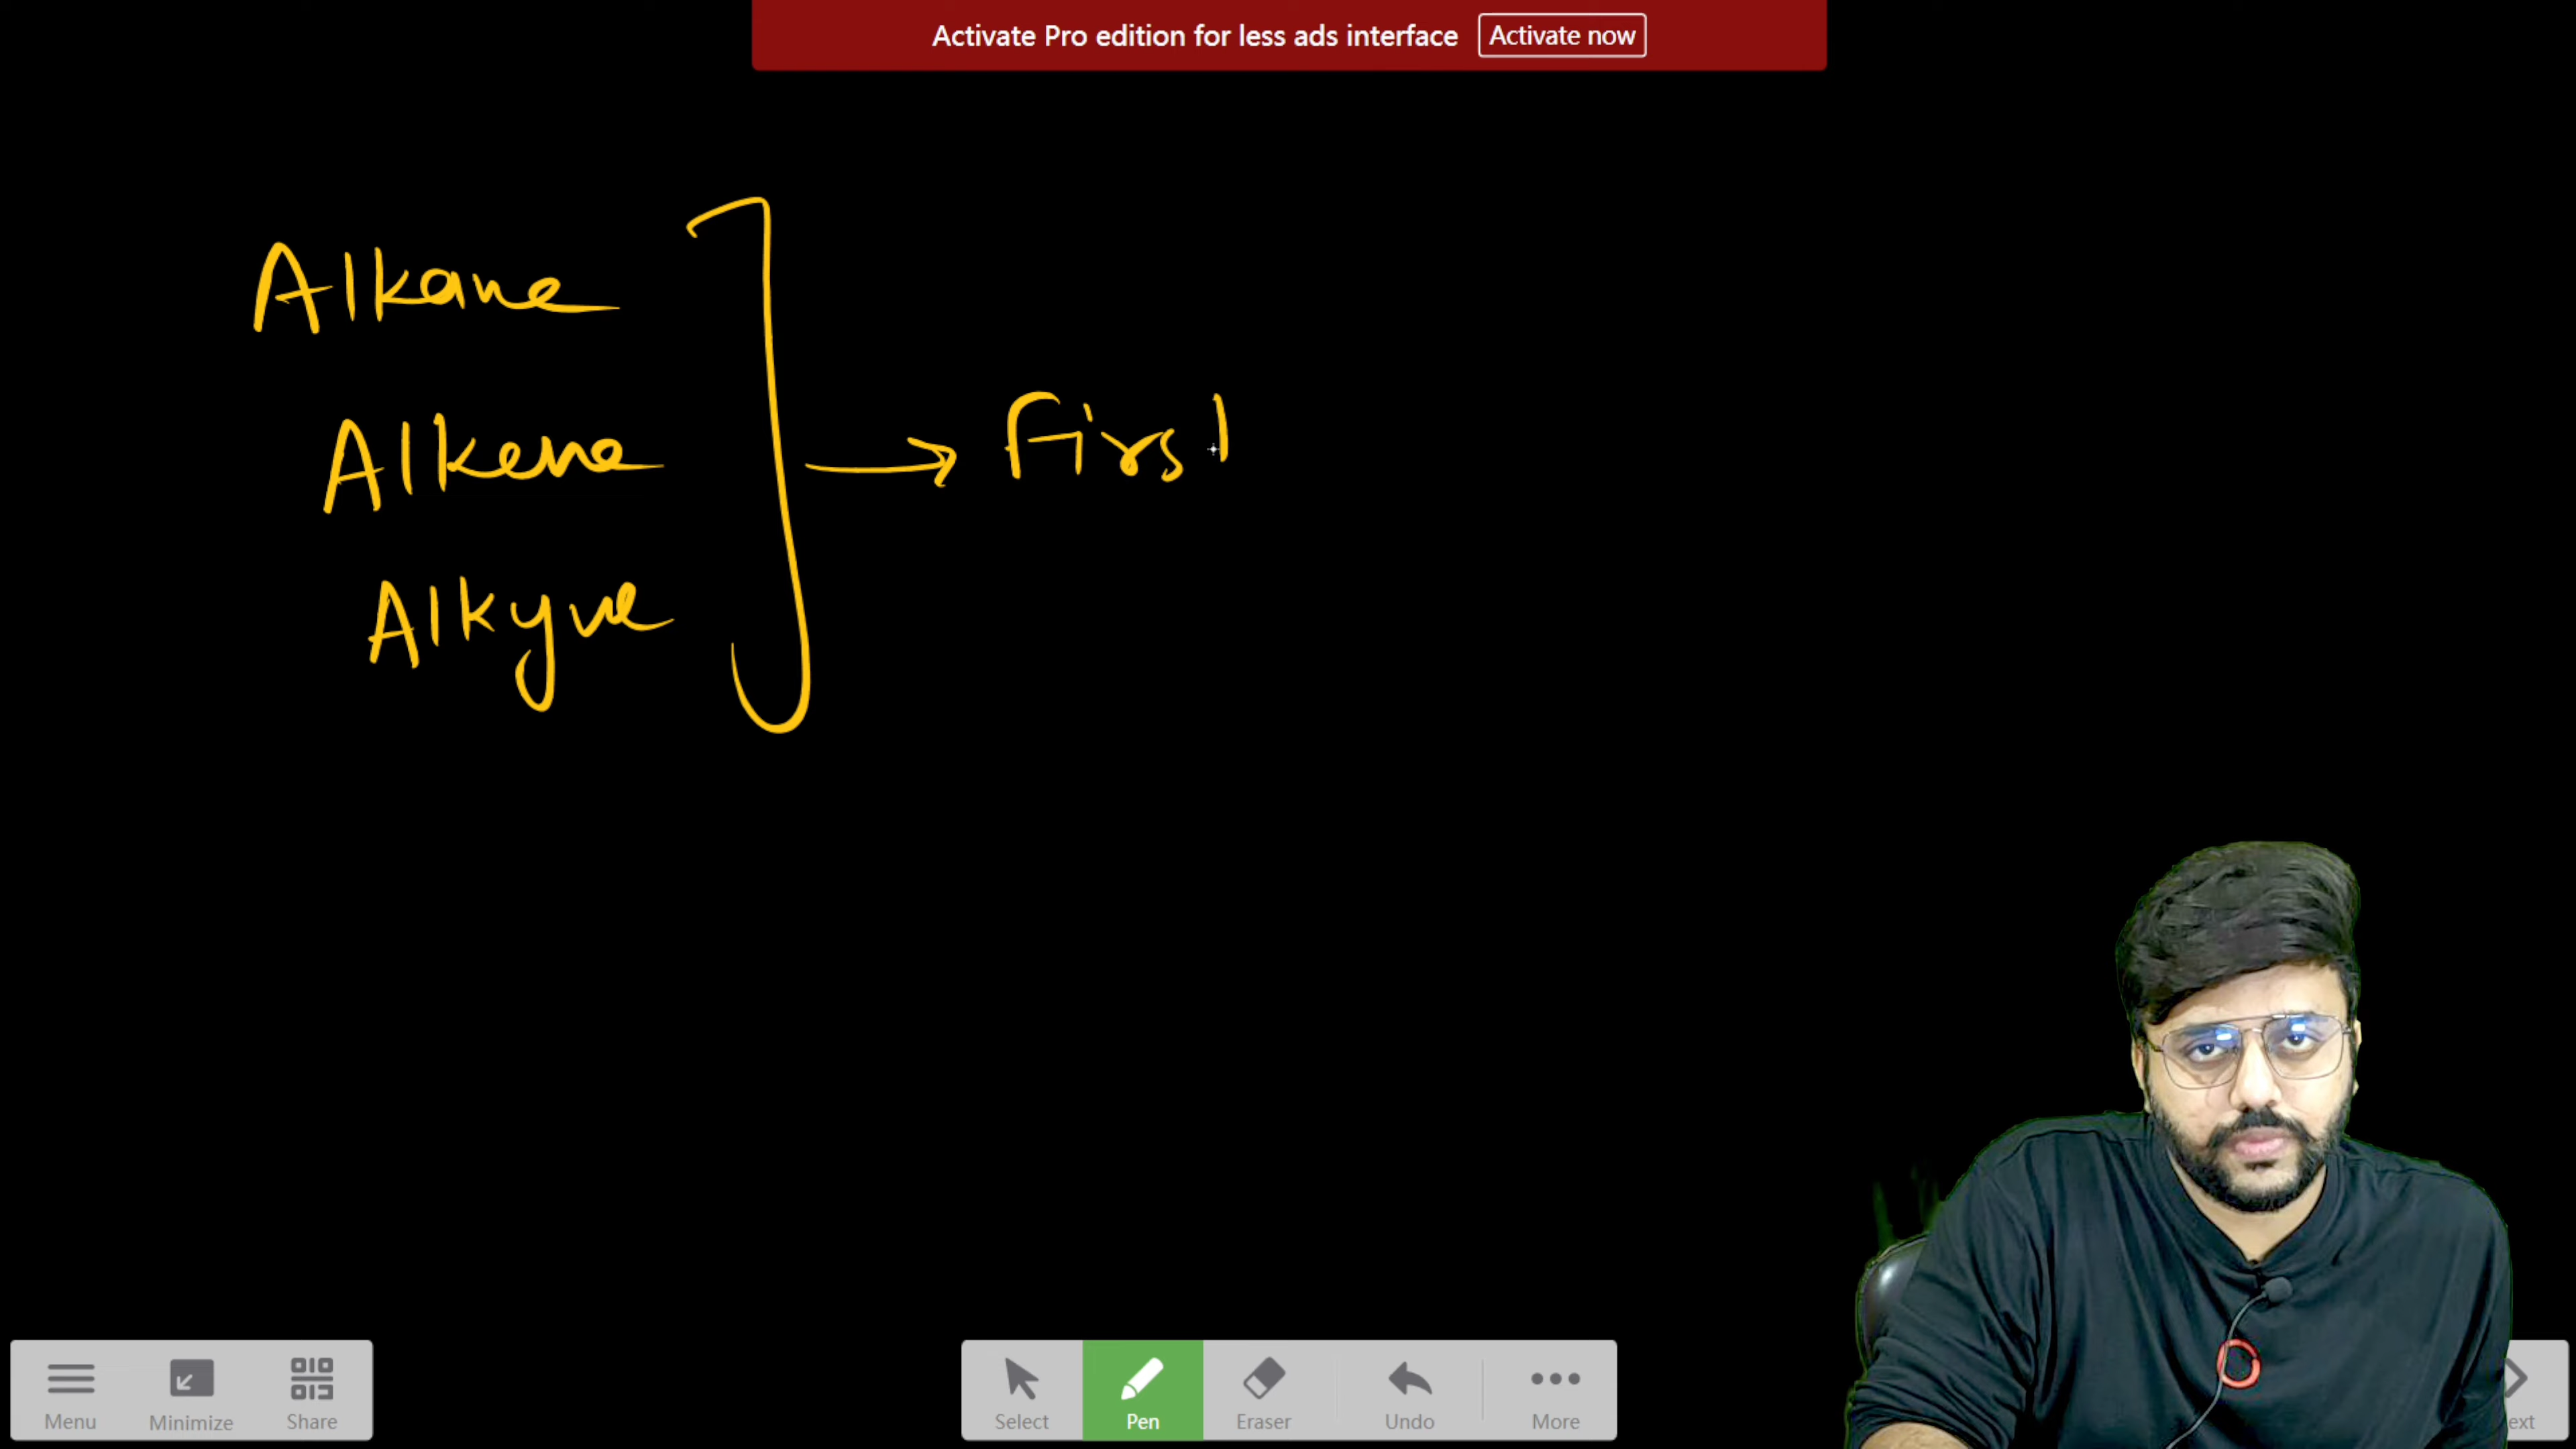 Activate Pro edition for less ads interface Activate now
Alkane
Alkene
Alkyne
→ First
Menu Minimize Share Select Pen Eraser Undo More ext